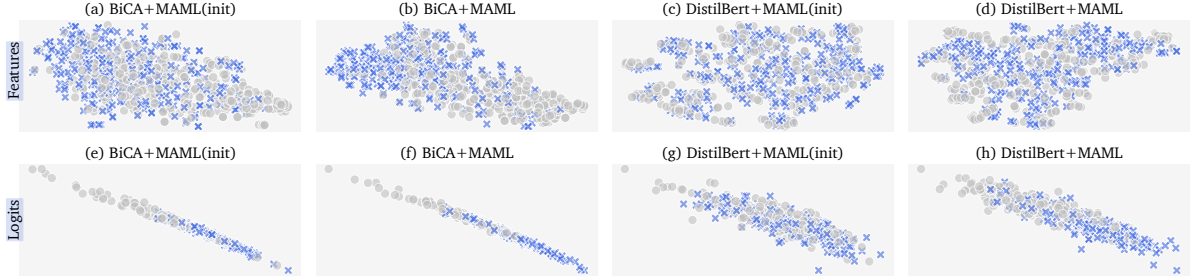 (a) BiCA+MAML(init)
(b) BiCA+MAML
(c) DistilBert+MAML(init)
(d) DistilBert+MAML
Features
(e) BiCA+MAML(init)
(f) BiCA+MAML
(g) DistilBert+MAML(init)
(h) DistilBert+MAML
Logits